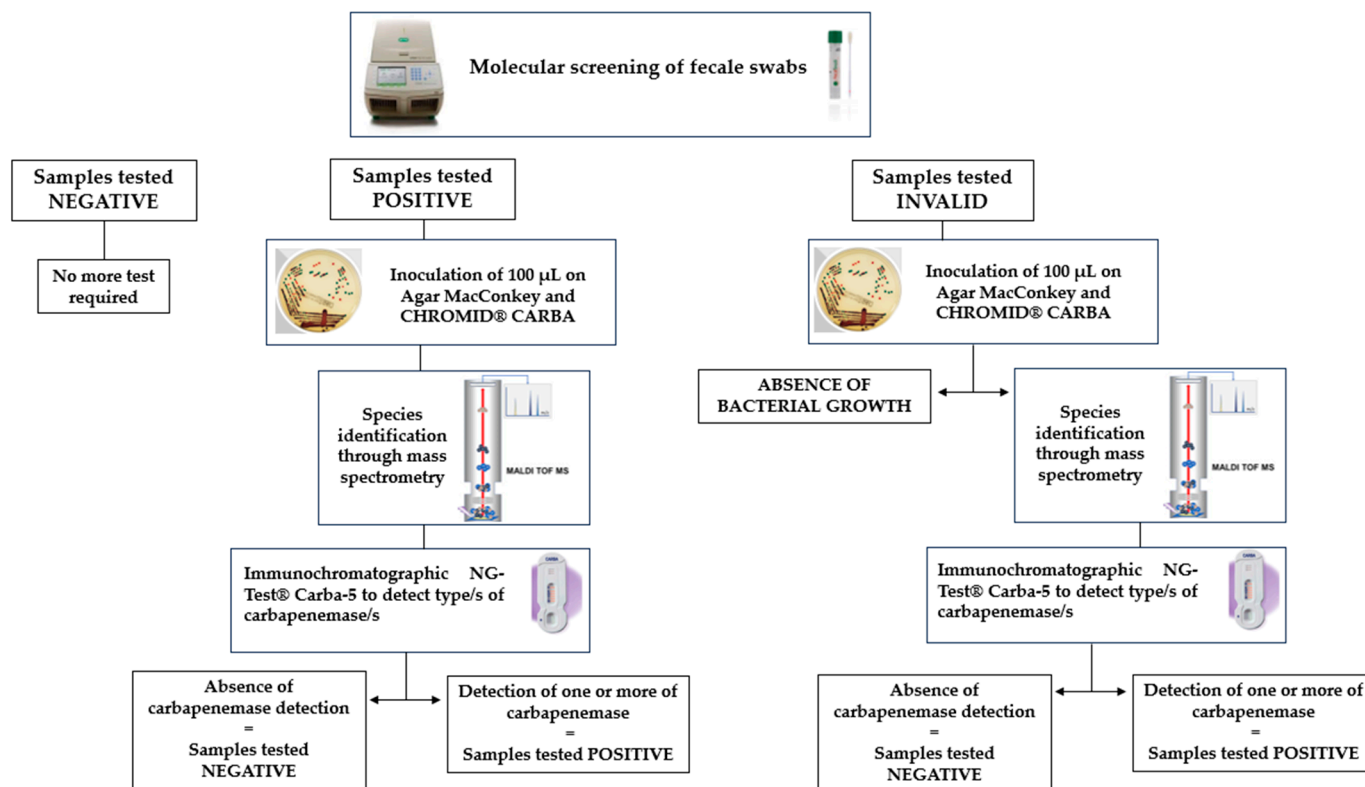 Molecular screening of fecale swabs
Samples tested
NEGATIVE
No more test
required
Samples tested
POSITIVE
Inoculation of 100 µL on
Agar MacConkey and
CHROMID® CARBA
Species
identification
through mass
spectrometry
MALDI TOF MS
Immunochromatographic NG-
Test® Carba-5 to detect type/s of
carbapenemase/s
CARBA
Absence of
carbapenemase detection
=
Samples tested
NEGATIVE
Detection of one or more of
carbapenemase
=
Samples tested POSITIVE
Samples tested
INVALID
Inoculation of 100 µL on
Agar MacConkey and
CHROMID® CARBA
ABSENCE OF
BACTERIAL GROWTH
Species
identification
through mass
spectrometry
MALDI TOF MS
Immunochromatographic NG-
Test® Carba-5 to detect type/s of
carbapenemase/s
CARBA
Absence of
carbapenemase detection
=
Samples tested
NEGATIVE
Detection of one or more of
carbapenemase
=
Samples tested POSITIVE